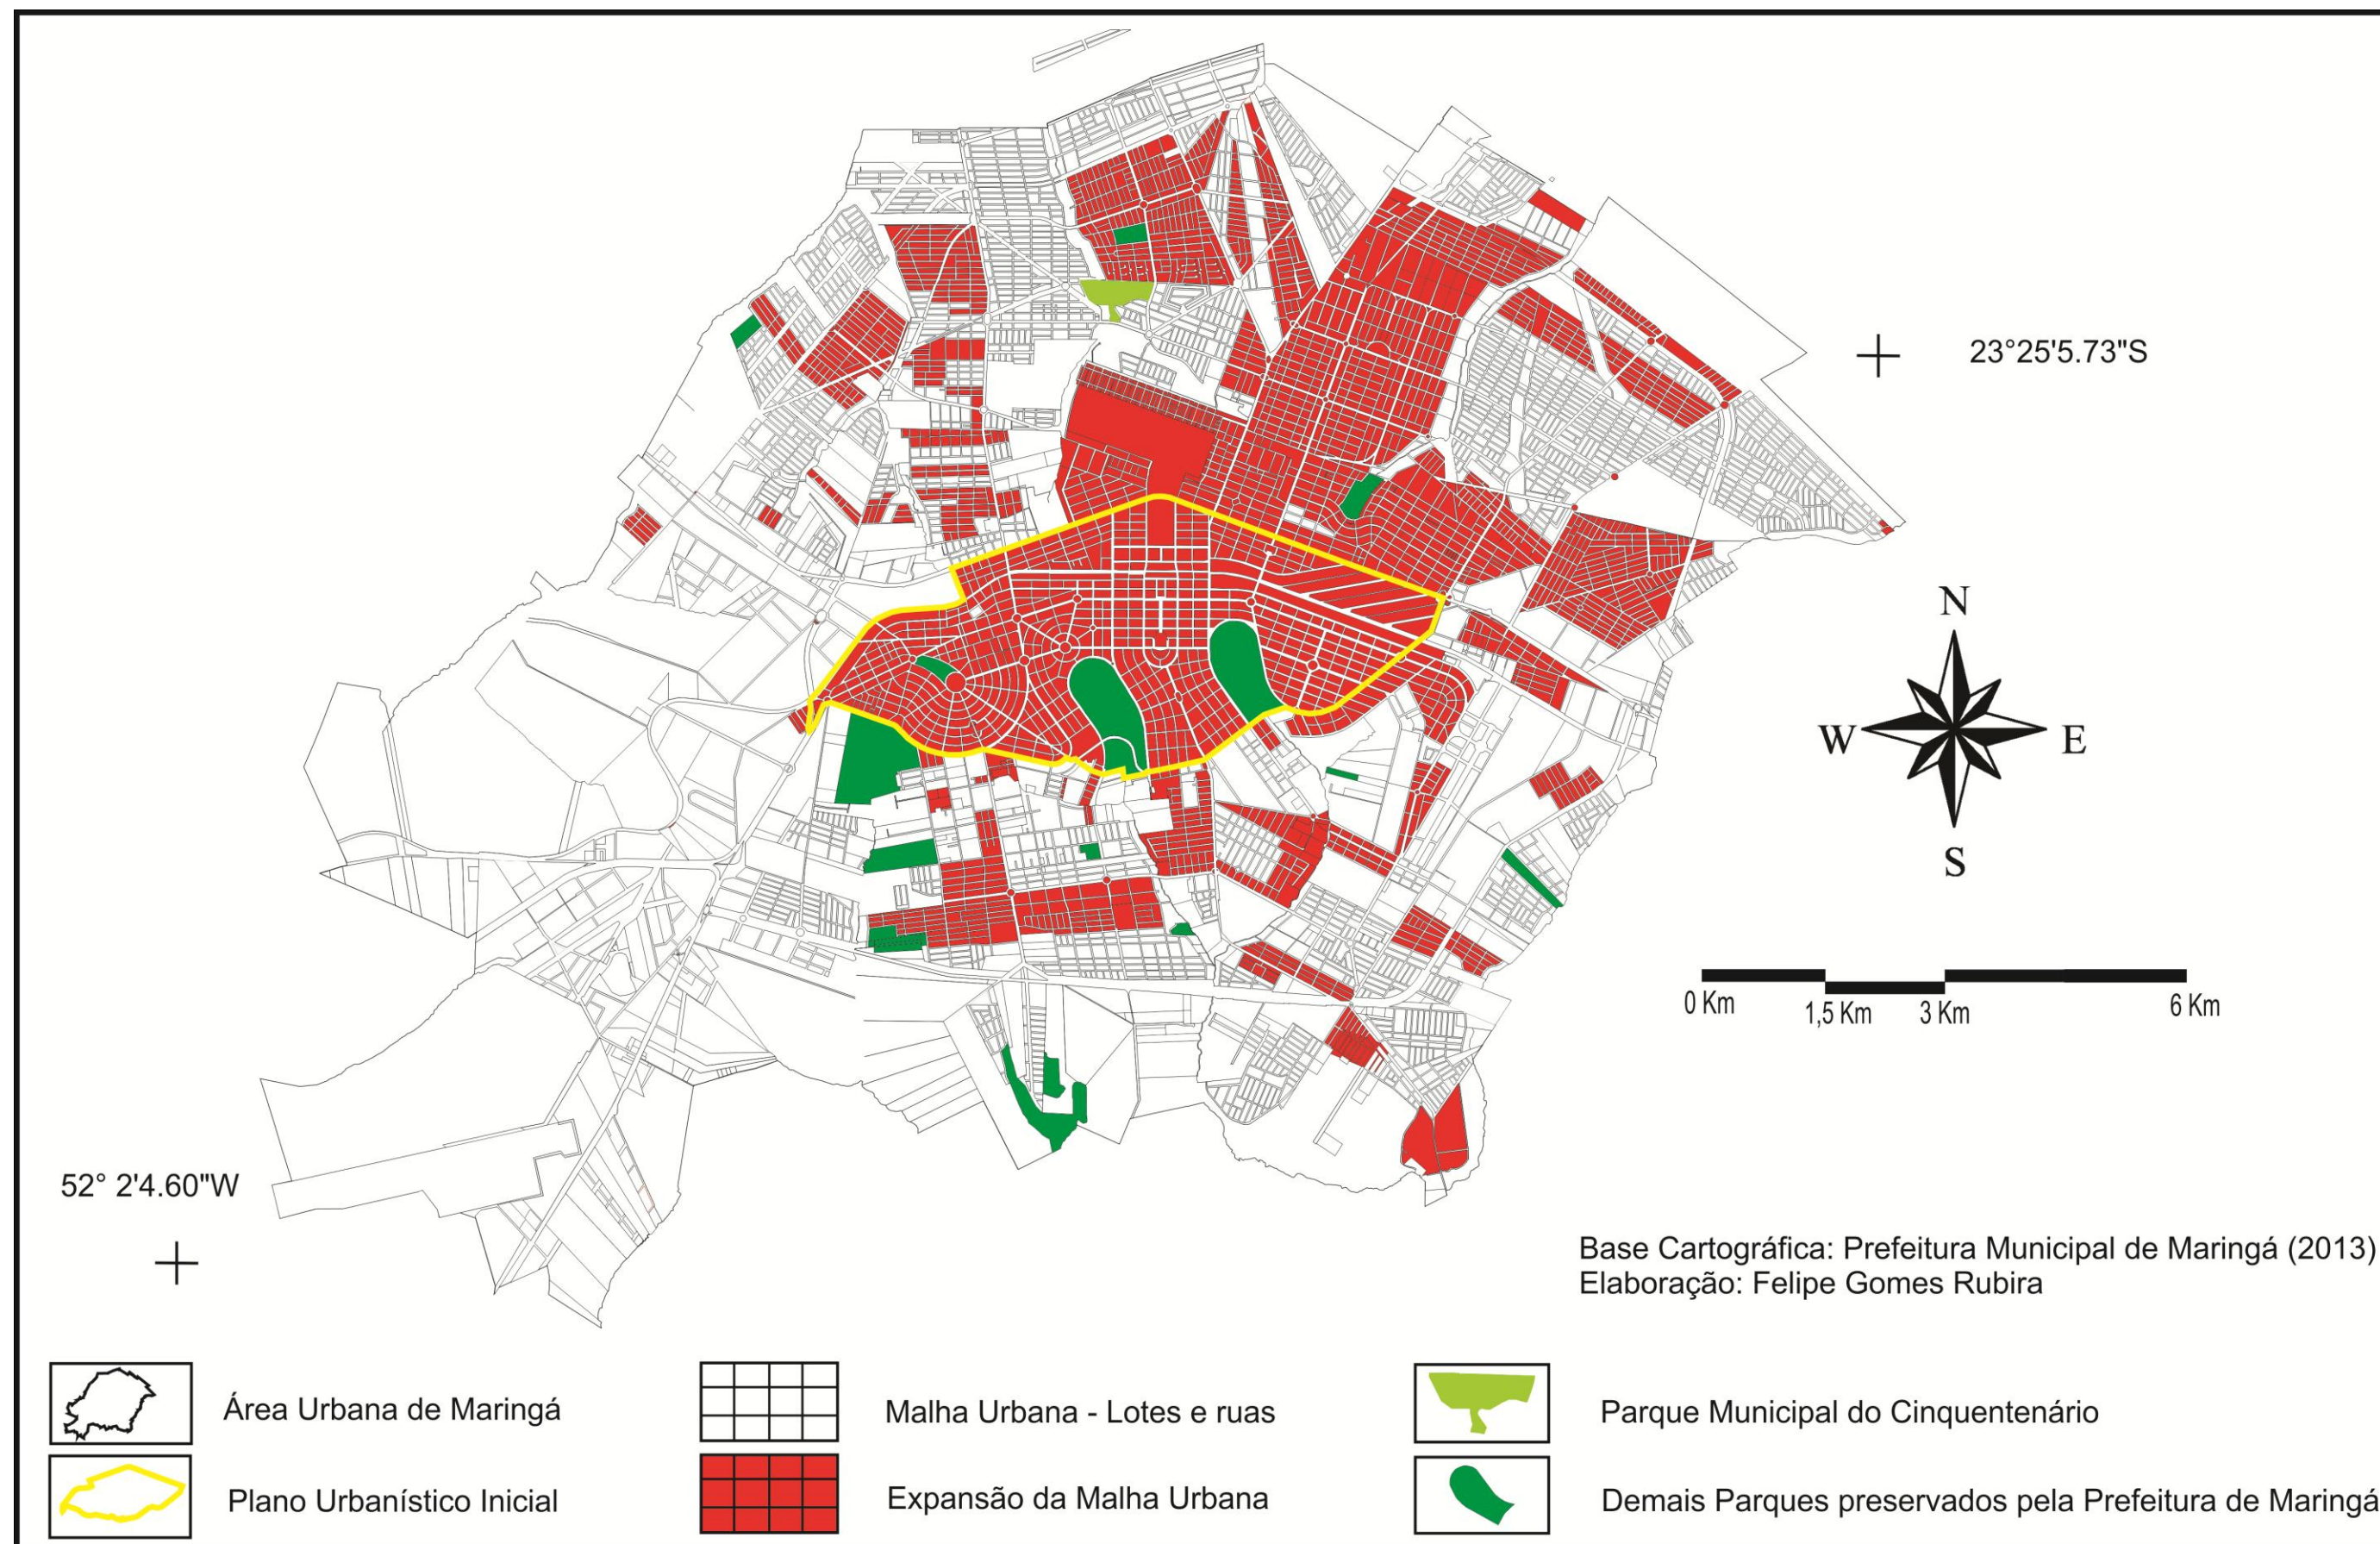 23°25'5.73"S
N
W
E
S
0 Km
1,5 Km
3 Km
6 Km
52° 2'4.60"W
Base Cartográfica: Prefeitura Municipal de Maringá (2013)
Elaboração: Felipe Gomes Rubira
Área Urbana de Maringá
Malha Urbana - Lotes e ruas
Parque Municipal do Cinquentenário
Plano Urbanístico Inicial
Expansão da Malha Urbana
Demais Parques preservados pela Prefeitura de Maringá